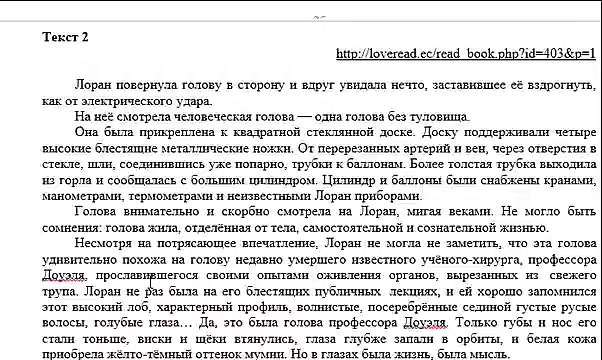 Текст 2
http://loveread.ec/read_book.php?id=403&p=1
Лоран повернула голову в сторону и вдруг увидала нечто, заставившее её вздрогнуть,
как от электрического удара.
На неё смотрела человеческая голова — одна голова без туловища.
Она была прикреплена к квадратной стеклянной доске. Доску поддерживали четыре
высокие блестящие металлические ножки. От перерезанных артерий и вен, через отверстия в
стекле, шли, соединившись уже попарно, трубки к баллонам. Более толстая трубка выходила
из горла и сообщалась с большим цилиндром. Цилиндр и баллоны были снабжены кранами,
манометрами, термометрами и неизвестными Лоран приборами.
Голова внимательно и скорбно смотрела на Лоран, мигая веками. Не могло быть
сомнения: голова жила, отделённая от тела, самостоятельной и сознательной жизнью.
Несмотря на потрясающее впечатление, Лоран не могла не заметить, что эта голова
удивительно похожа на голову недавно умершего известного учёного-хирурга, профессора
Доуэля, прославившегося своими опытами оживления органов, вырезанных из свежего
трупа. Лоран не раз была на его блестящих публичных лекциях, и ей хорошо запомнился
этот высокий лоб, характерный профиль, волнистые, посеребрённые сединой густые русые
волосы, голубые глаза... Да, это была голова профессора Доуэля. Только губы и нос его
стали тоньше, виски и щёки втянулись, глаза глубже запали в орбиты, и белая кожа
приобрела жёлто-тёмный оттенок мумии. Но в глазах была жизнь, была мысль.